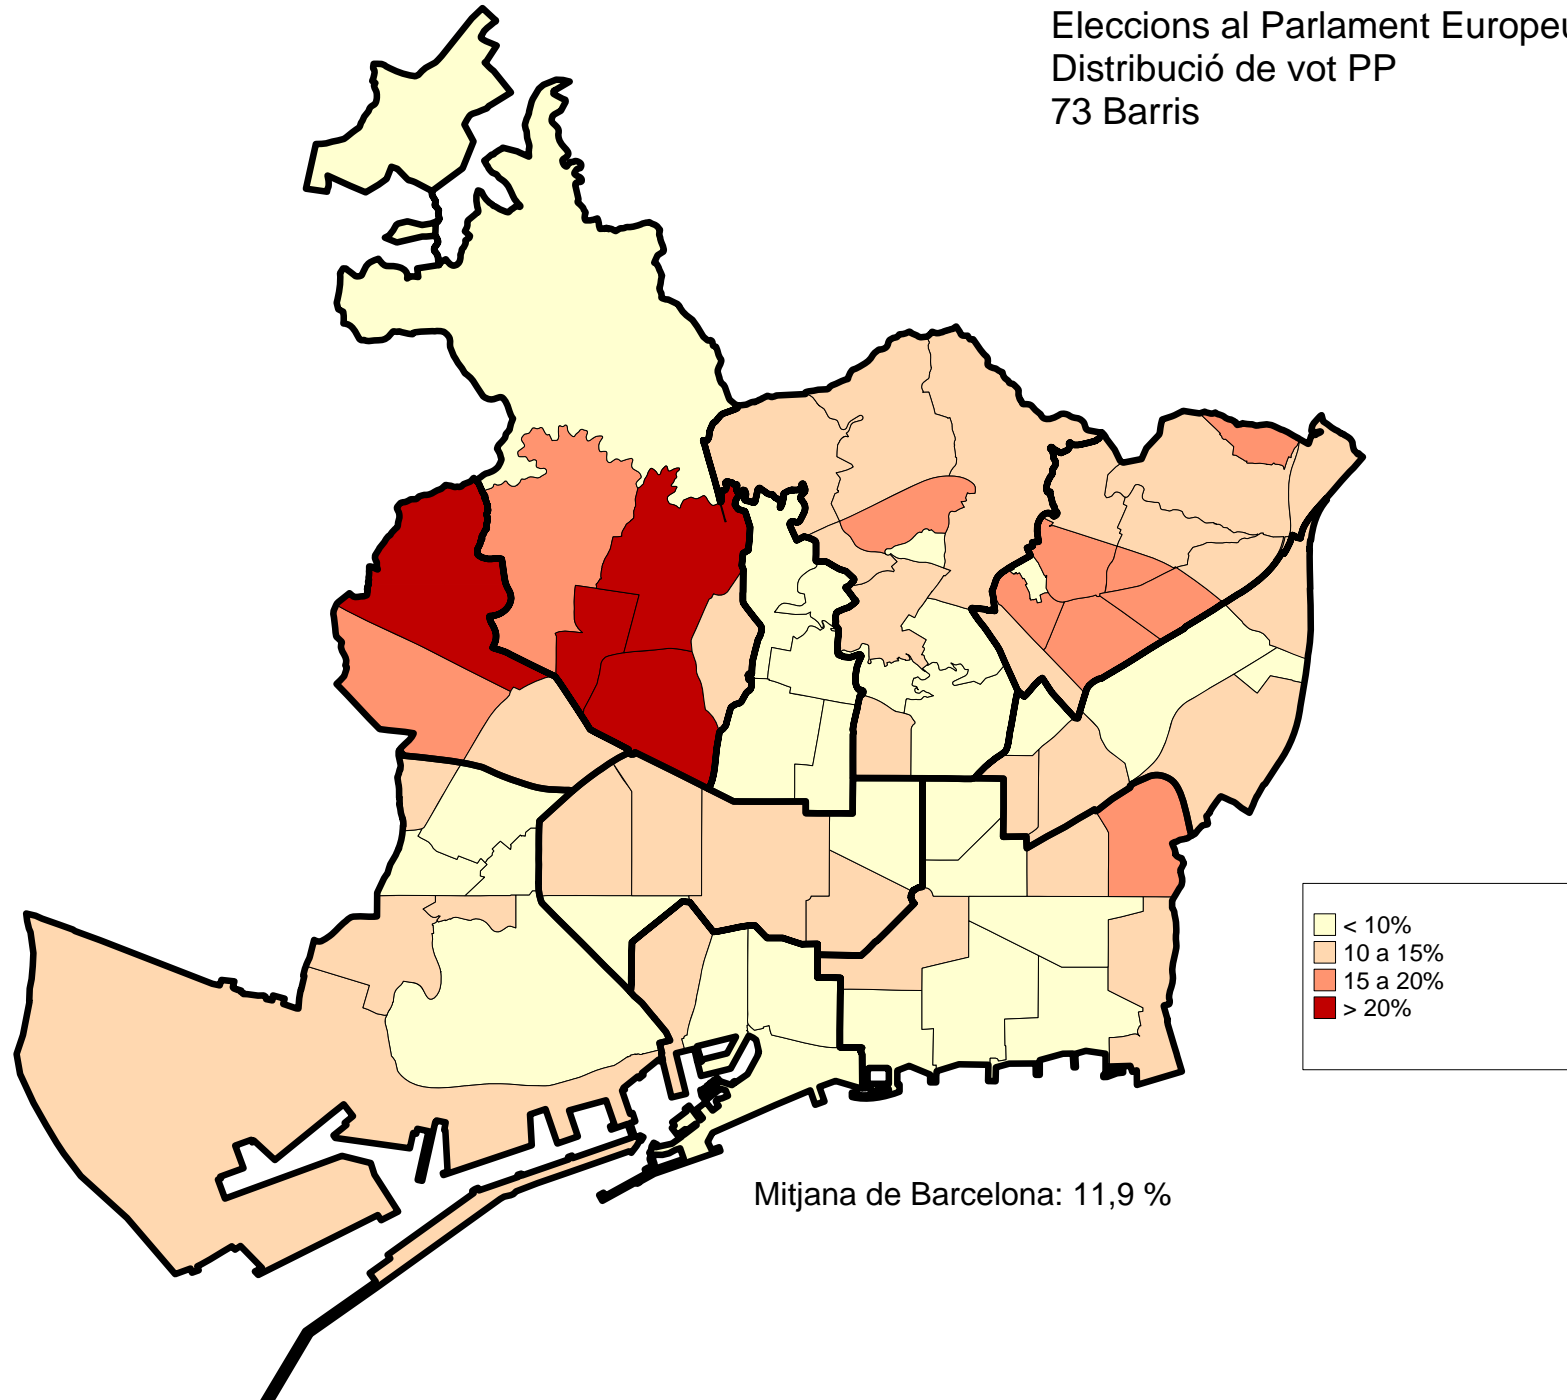 Eleccions al Parlament Europeu
Distribució de vot PP
73 Barris
< 10%
10 a 15%
15 a 20%
> 20%
Mitjana de Barcelona: 11,9 %